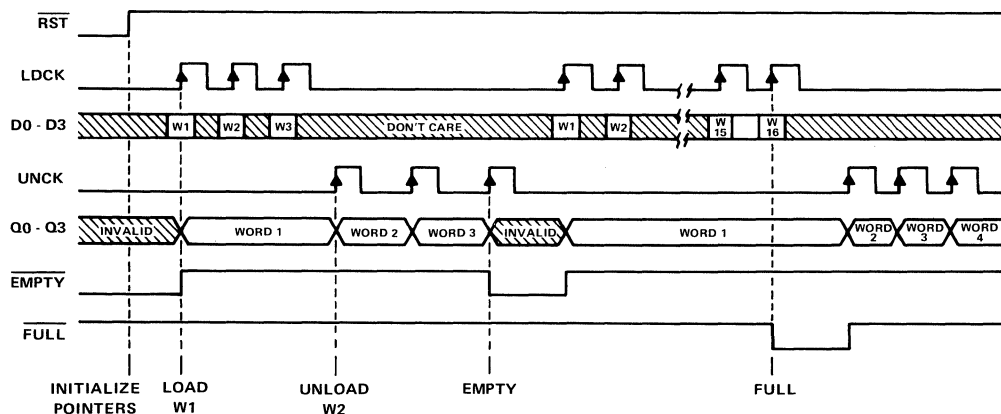 RST
LDCK
D0 - D3 W1 W2 W3 DON'T CARE W1 W2 W 15 W 16
UNCK
Q0 - Q3 INVALID WORD 1 WORD 2 WORD 3 INVALID WORD 1 WORD 2 WORD 3 WORD 4
EMPTY
FULL
INITIALIZE LOAD UNLOAD EMPTY FULL
POINTERS W1 W2